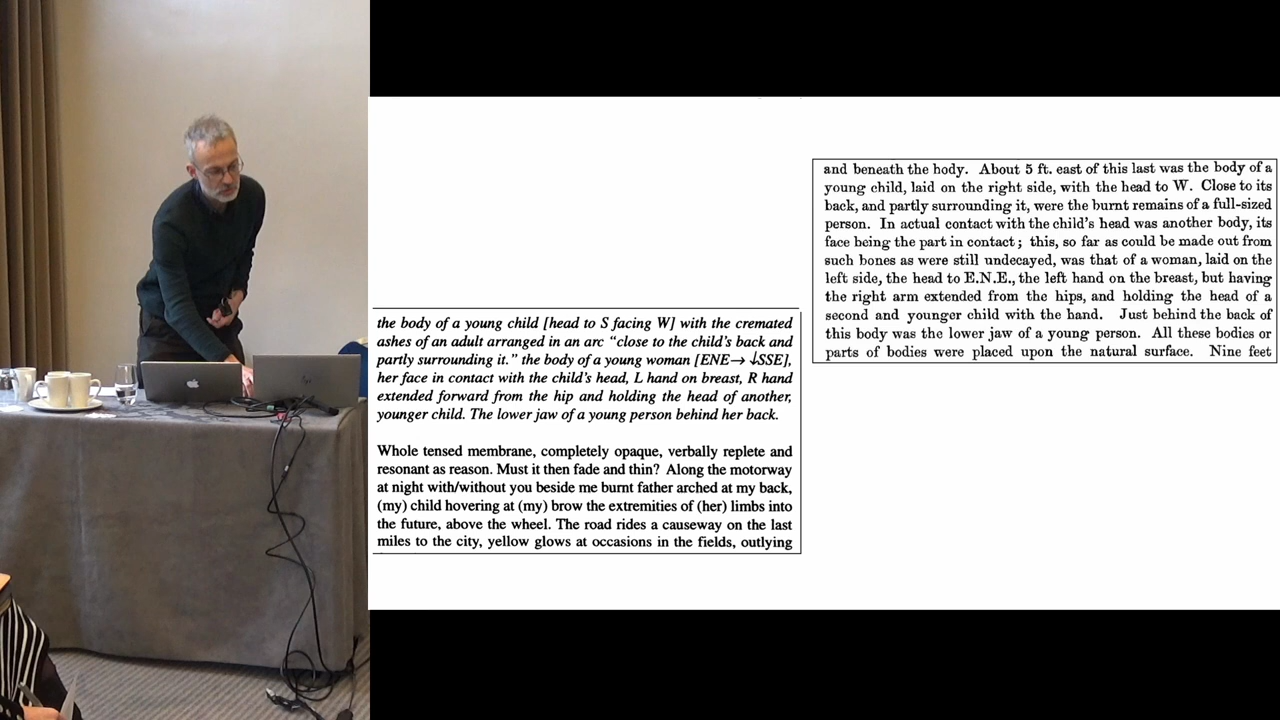 the body of a young child [head to S facing W] with the cremated
ashes of an adult arranged in an arc “close to the child's back and
partly surrounding it.” the body of a young woman [ENE→ ↓SSE],
her face in contact with the child's head, L hand on breast, R hand
extended forward from the hip and holding the head of another,
younger child. The lower jaw of a young person behind her back.
Whole tensed membrane, completely opaque, verbally replete and
resonant as reason. Must it then fade and thin? Along the motorway
at night with/without you beside me burnt father arched at my back,
(my) child hovering at (my) brow the extremities of (her) limbs into
the future, above the wheel. The road rides a causeway on the last
miles to the city, yellow glows at occasions in the fields, outlying
and beneath the body. About 5 ft. east of this last was the body of a
young child, laid on the right side, with the head to W. Close to its
back, and partly surrounding it, were the burnt remains of a full-sized
person. In actual contact with the child's head was another body, its
face being the part in contact; this, so far as could be made out from
such bones as were still undecayed, was that of a woman, laid on the
left side, the head to E.N.E., the left hand on the breast, but having
the right arm extended from the hips, and holding the head of a
second and younger child with the hand. Just behind the back of
this body was the lower jaw of a young person. All these bodies or
parts of bodies were placed upon the natural surface. Nine feet